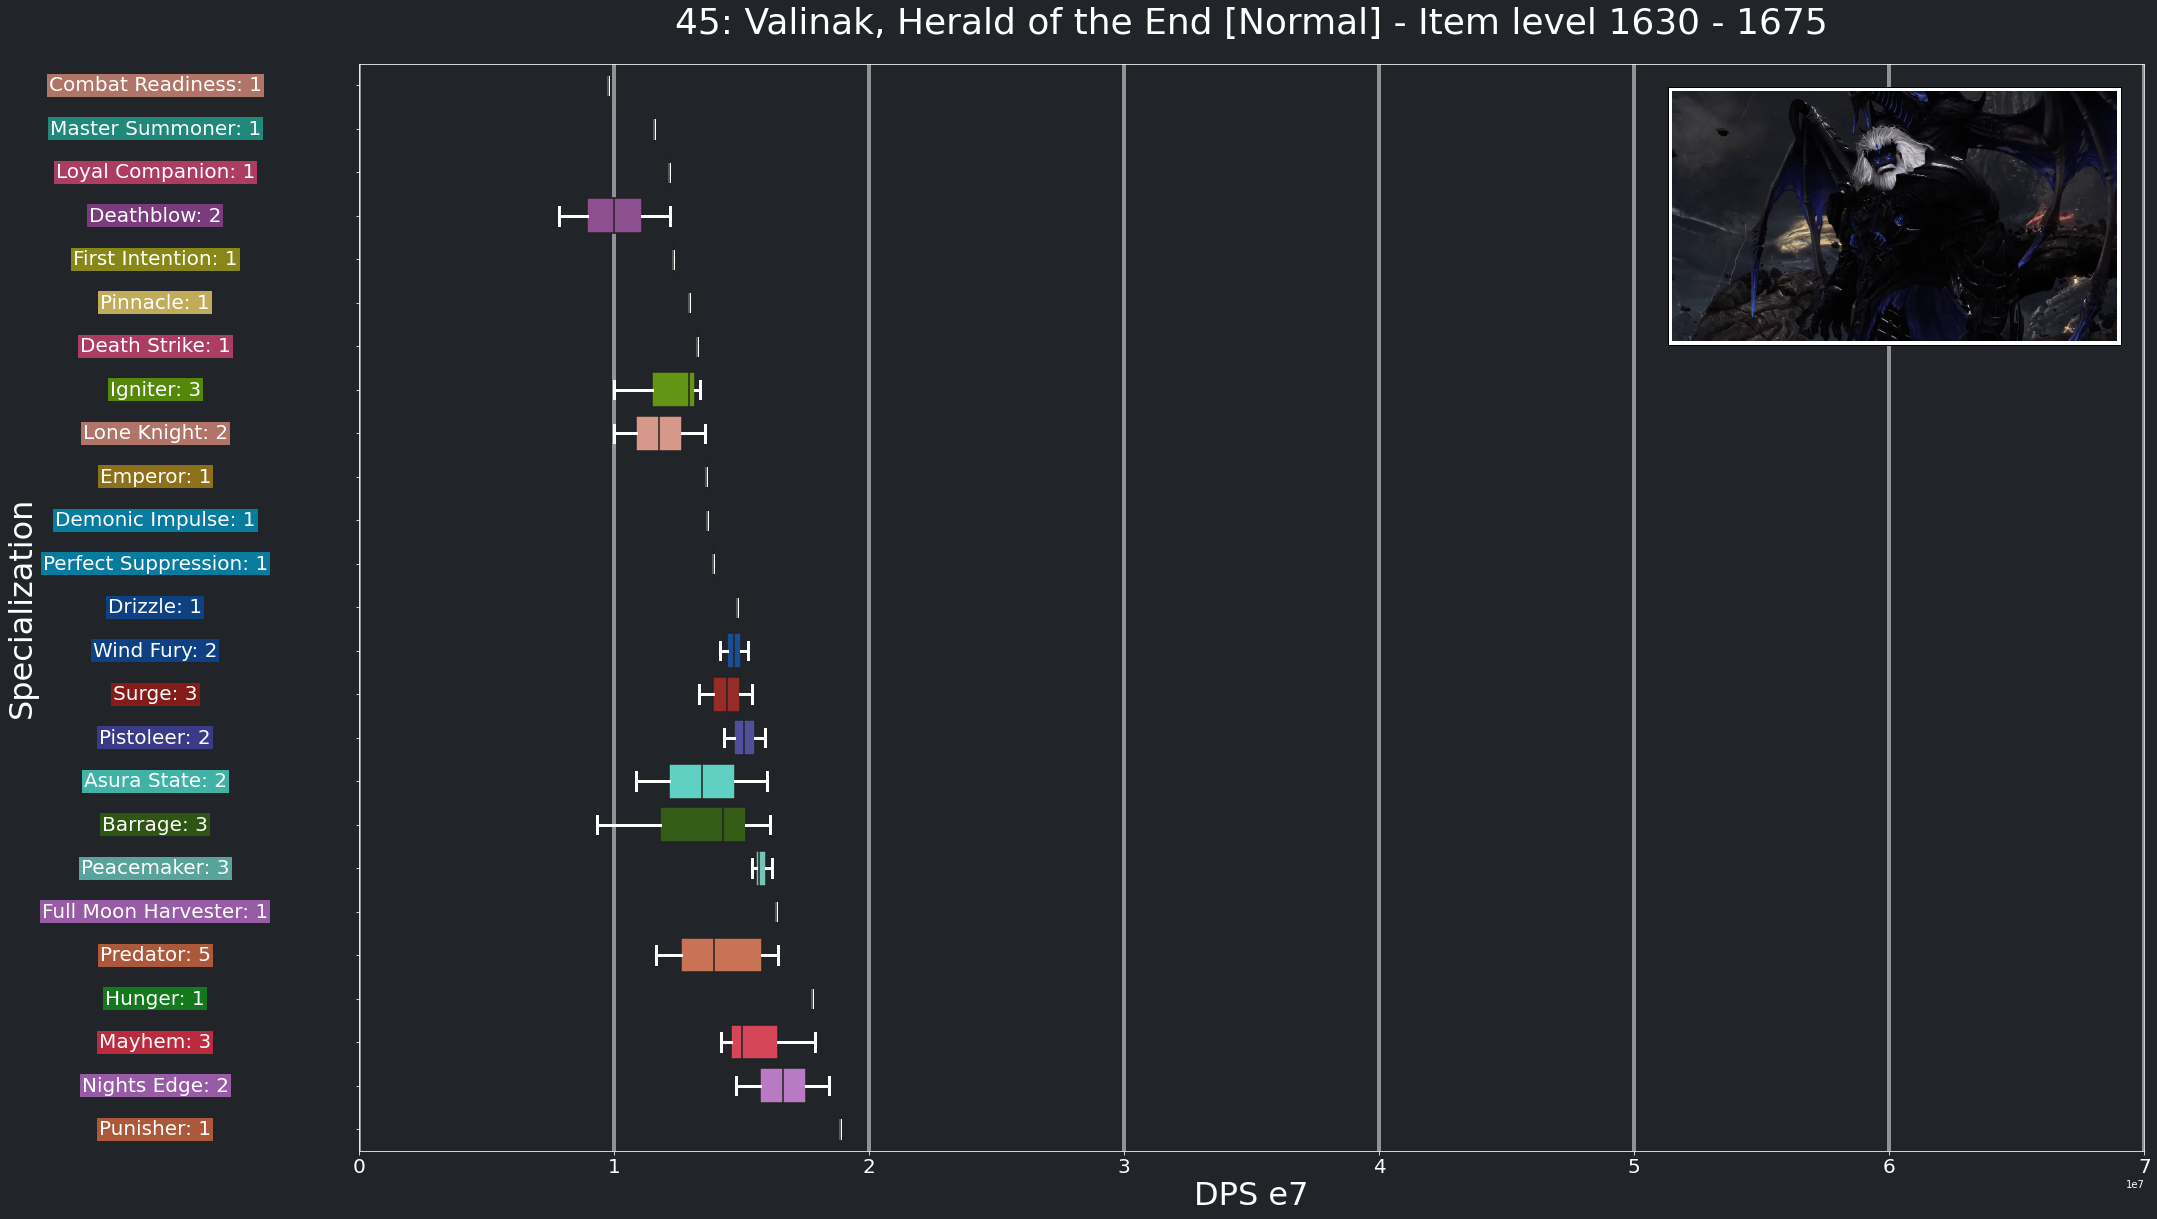 45: Valinak, Herald of the End [Normal] - Item level 1630 - 1675
Specialization
Combat Readiness: 1
Master Summoner: 1
Loyal Companion: 1
Deathblow: 2
First Intention: 1
Pinnacle: 1
Death Strike: 1
Igniter: 3
Lone Knight: 2
Emperor: 1
Demonic Impulse: 1
Perfect Suppression: 1
Drizzle: 1
Wind Fury: 2
Surge: 3
Pistoleer: 2
Asura State: 2
Barrage: 3
Peacemaker: 3
Full Moon Harvester: 1
Predator: 5
Hunger: 1
Mayhem: 3
Nights Edge: 2
Punisher: 1
0 1 2 3 4 5 6 7
1e7
DPS e7